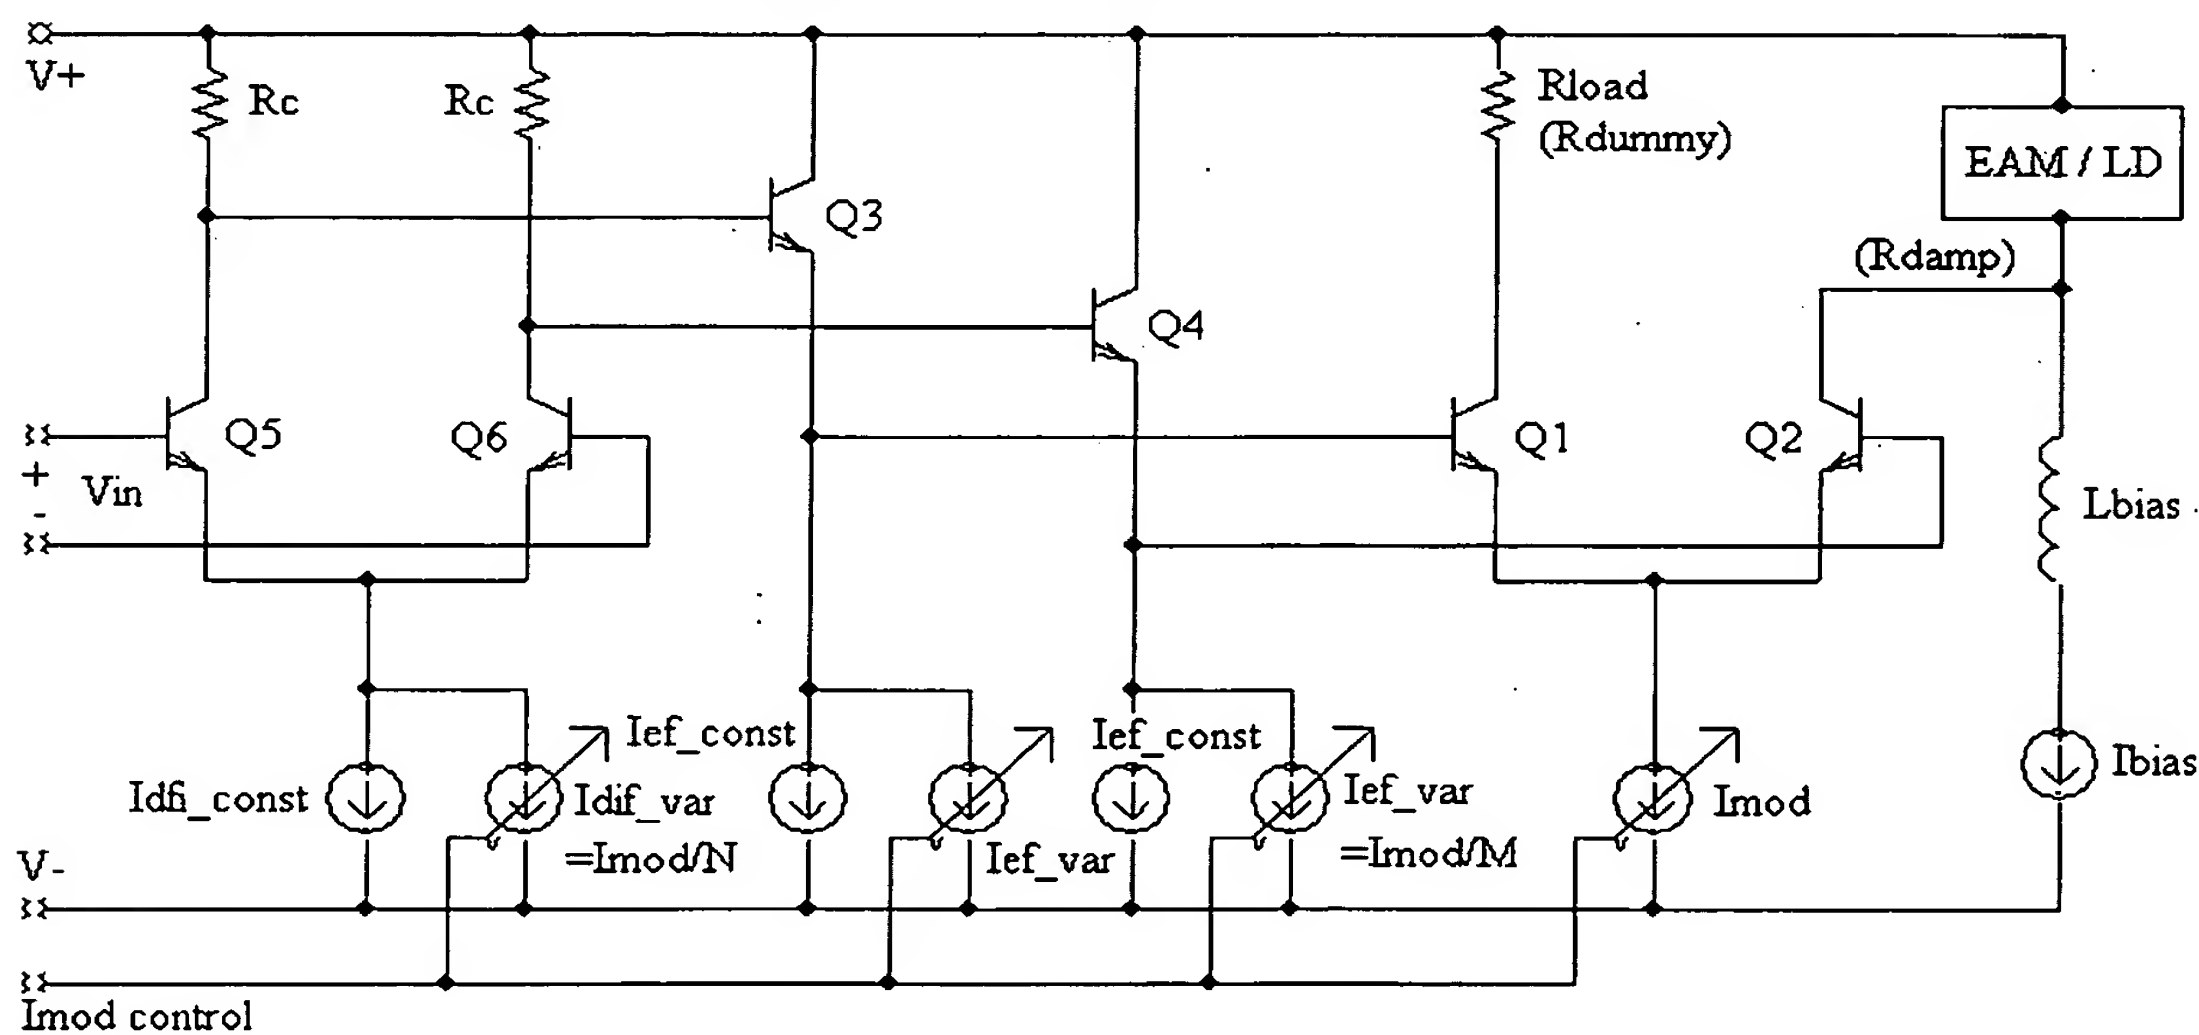 V+
Rc
Rc
Rload
(Rdummy)
EAM / LD
Q3
(Rdamp)
Q4
Q5
Q6
Q1
Q2
+
Vin
-
Lbias
Ief_const
Ief_const
Ibias
Idfi_const
Idif_var
=Imod/N
Ief_var
Ief_var
=Imod/M
Imod
V-
Imod control